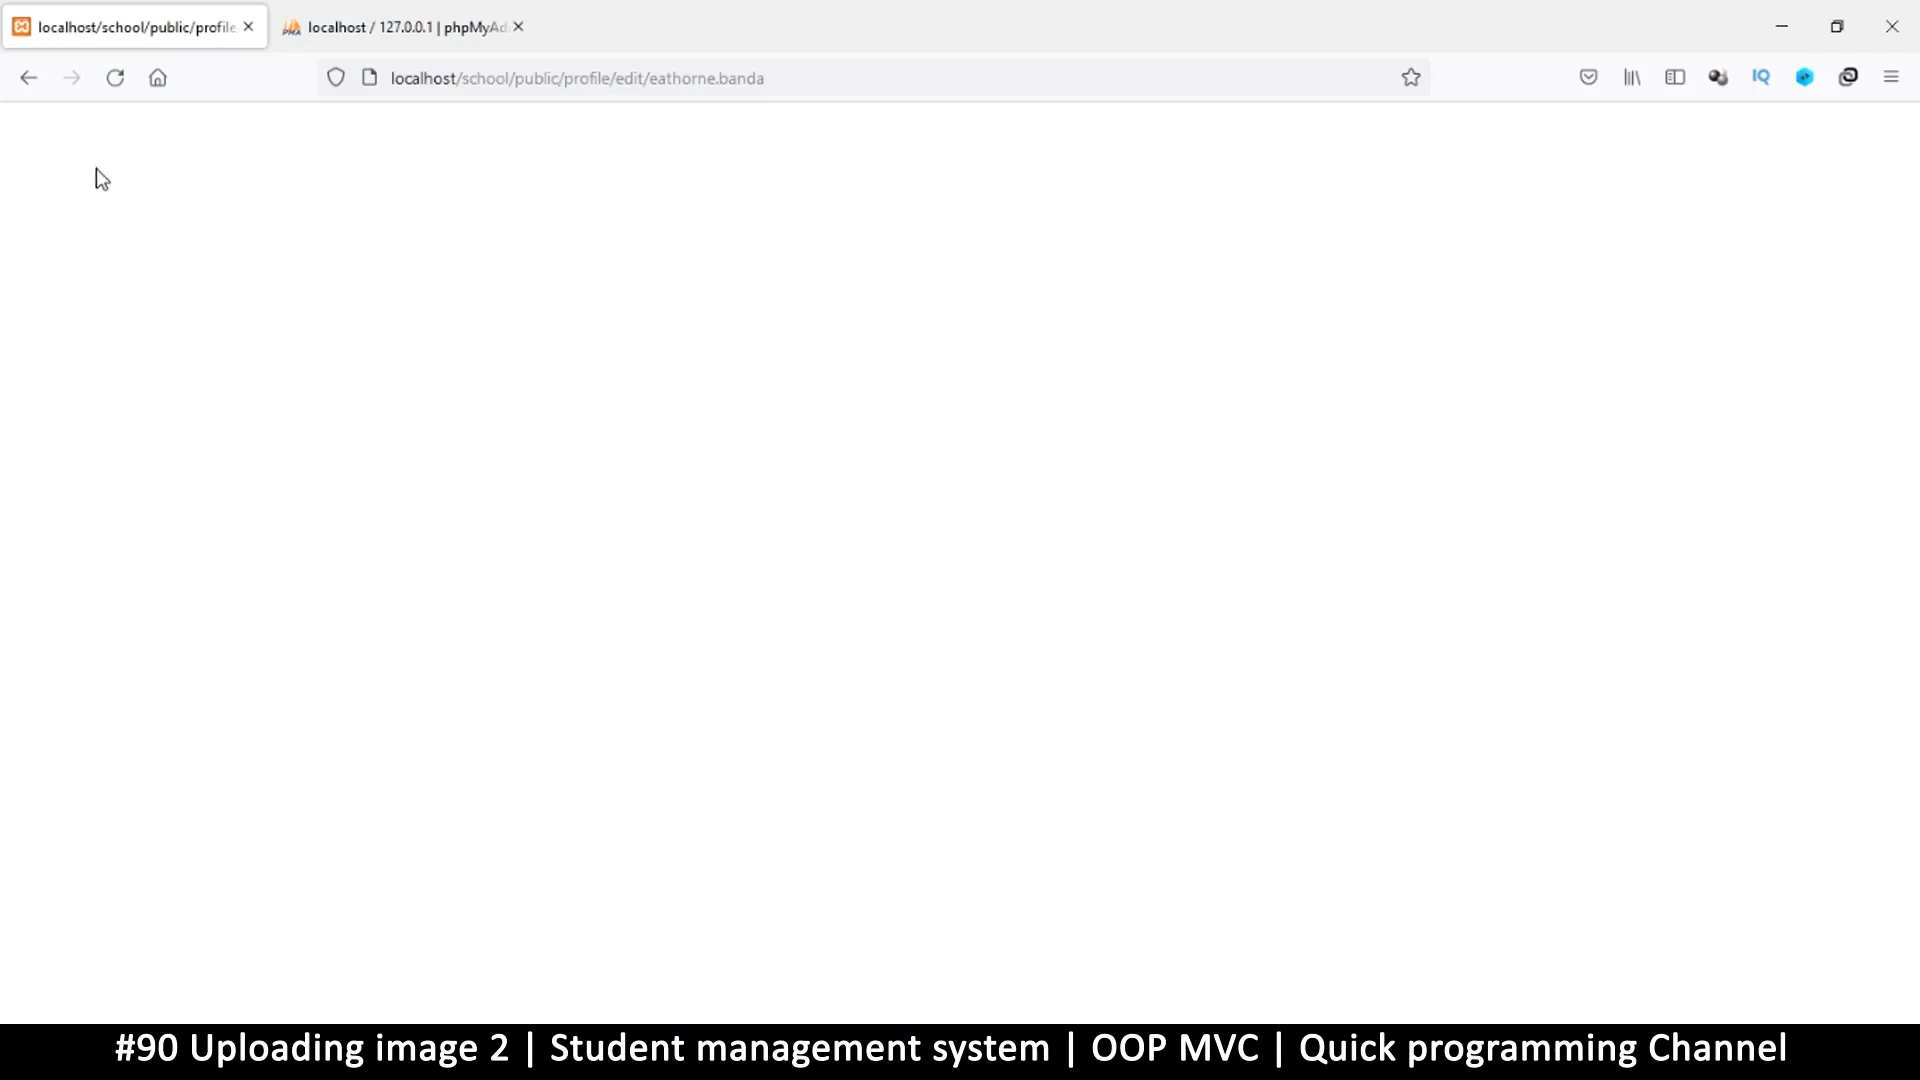 localhost/school/public/profile
localhost / 127.0.0.1 | phpMyAd
localhost/school/public/profile/edit/eathorne.banda
IQ
#90 Uploading image 2 | Student management system | OOP MVC | Quick programming Channel